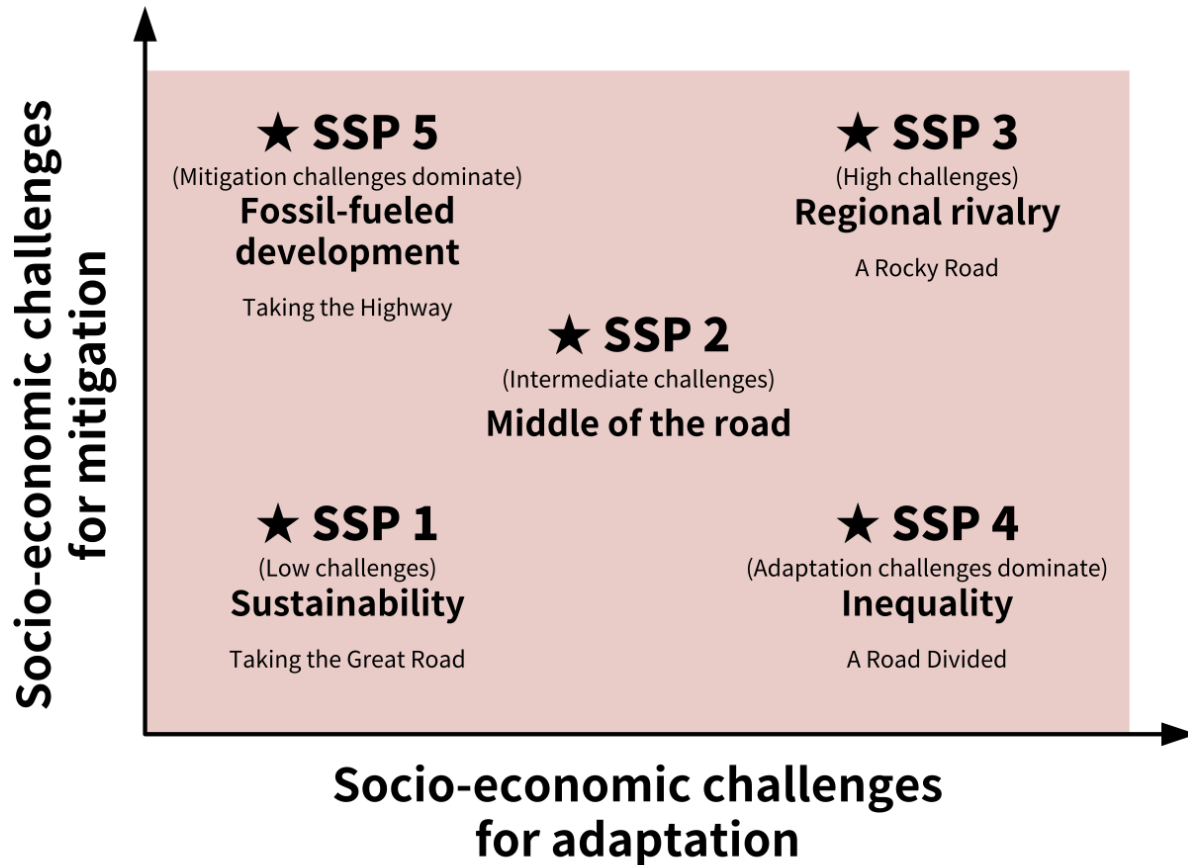 Socio-economic challenges
for mitigation
★ SSP 5
(Mitigation challenges dominate)
Fossil-fueled
development
Taking the Highway
★ SSP 3
(High challenges)
Regional rivalry
A Rocky Road
★ SSP 2
(Intermediate challenges)
Middle of the road
★ SSP 1
(Low challenges)
Sustainability
Taking the Great Road
★ SSP 4
(Adaptation challenges dominate)
Inequality
A Road Divided
Socio-economic challenges
for adaptation